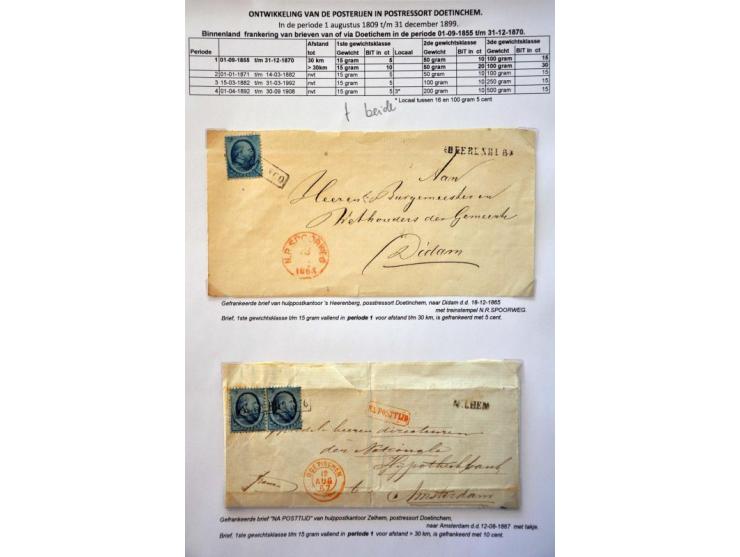 ONTWIKKELING VAN DE POSTERIJEN IN POSTRESSORT DOETINCHEM.
In de periode 1 augustus 1809 t/m 31 december 1899.
Binnenland frankering van brieven van of via Doetichem in de periode 01-09-1855 t/m 31-12-1870.
Afstand 1ste gewichtsklasse 2de gewichtsklasse 3de gewichtsklasse
Periode tot Gewicht BIT in ct Locaal Gewicht BIT in ct Gewicht BIT in ct
1 01-09-1855 t/m 31-12-1870 30 km 15 gram 5 50 gram 10 100 gram 15
> 30km 15 gram 10 50 gram 20 100 gram 30
2 01-01-1871 t/m 14-03-1882 nvt 15 gram 5 50 gram 10 100 gram 15
3 15-03-1882 t/m 31-03-1992 nvt 15 gram 5 100 gram 10 250 gram 15
4 01-04-1892 t/m 30-09 1908 nvt 15 gram 5 3* 200 gram 10 500 gram 15
* Locaal tussen 16 en 100 gram 5 cent.
beide
Aan
Heeren Burgemeester en
Wethouders der Gemeente
Didam
N.R. SPOORWEG
Gefrankeerde brief van hulppostkantoor 's Heerenberg, posstressort Doetinchem, naar Didam d.d. 18-12-1865
met treinstempel N.R.SPOORWEG.
Brief, 1ste gewichtsklasse t/m 15 gram vallend in periode 1 voor afstand t/m 30 km, is gefrankeerd met 5 cent.
NA POSTTIJD
heeren directeuren
der Nationale
Hypotheekbank
Amsterdam
DOETINCHEM
12
AUG
67
Gefrankeerde brief "NA POSTTIJD" van hulppostkantoor Zelhem, postressort Doetinchem,
naar Amsterdam d.d.12-08-1867 met takje.
Brief, 1ste gewichtsklasse t/m 15 gram vallend in periode 1 voor afstand > 30 km, is gefrankeerd met 10 cent.